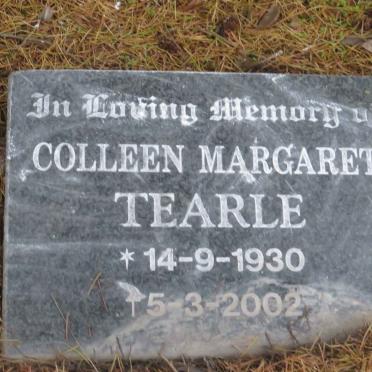 In Loving Memory o
COLLEEN MARGARET
TEARLE
* 14-9-1930
†5-3-2002